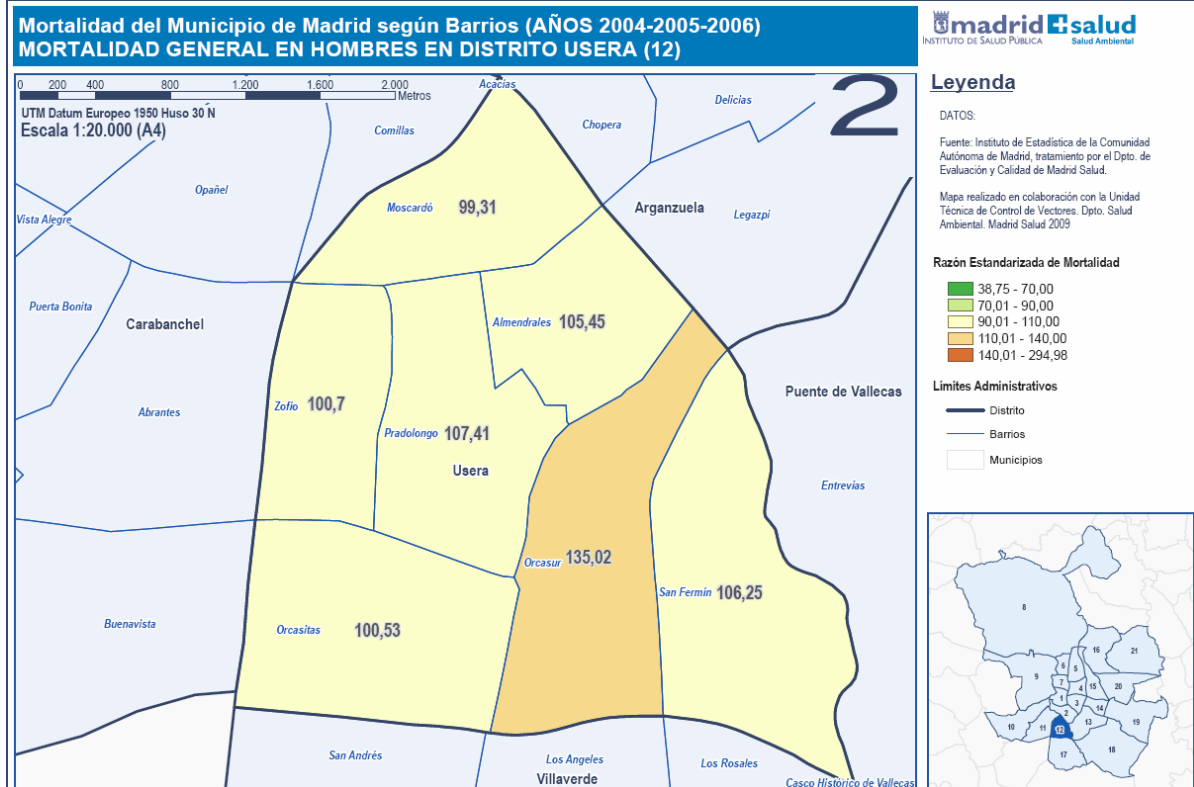 Mortalidad del Municipio de Madrid según Barrios (AÑOS 2004-2005-2006)
MORTALIDAD GENERAL EN HOMBRES EN DISTRITO USERA (12)
madrid salud
INSTITUTO DE SALUD PÚBLICA Salud Ambiental
0 200 400 800 1.200 1.600 2.000
Metros
UTM Datum Europeo 1950 Huso 30 N
Escala 1:20.000 (A4)
2
Acacias
Comillas
Chopera
Delicias
Opañel
Moscardó 99,31
Arganzuela
Legazpi
Vista Alegre
Puerta Bonita
Carabanchel
Almendrales 105,45
Abrantes
Zofío 100,7
Pradolongo 107,41
Usera
Puente de Vallecas
Entrevías
Orcasur 135,02
San Fermín 106,25
Buenavista
Orcasitas 100,53
San Andrés
Los Angeles
Villaverde
Los Rosales
Casco Histórico de Vallecas
Leyenda
DATOS:
Fuente: Instituto de Estadística de la Comunidad
Autónoma de Madrid, tratamiento por el Dpto. de
Evaluación y Calidad de Madrid Salud.
Mapa realizado en colaboración con la Unidad
Técnica de Control de Vectores. Dpto. Salud
Ambiental. Madrid Salud 2009
Razón Estandarizada de Mortalidad
38,75 - 70,00
70,01 - 90,00
90,01 - 110,00
110,01 - 140,00
140,01 - 294,98
Limites Administrativos
Distrito
Barrios
Municipios
8
16
21
9
6
5
7
4
15
20
1
3
14
2
13
19
10
11
12
17
18